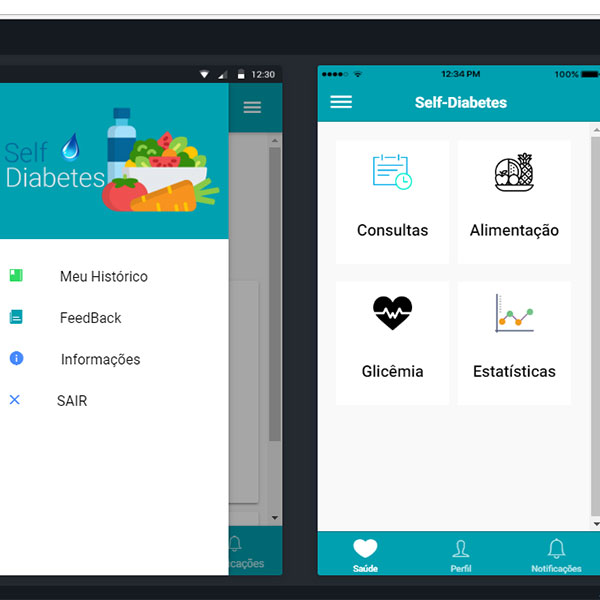 12:30
Self
Diabetes
Meu Histórico
FeedBack
Informações
SAIR
cações
12:34 PM
100%
Self-Diabetes
Consultas
Alimentação
Glicêmia
Estatísticas
Saúde
Perfil
Notificações